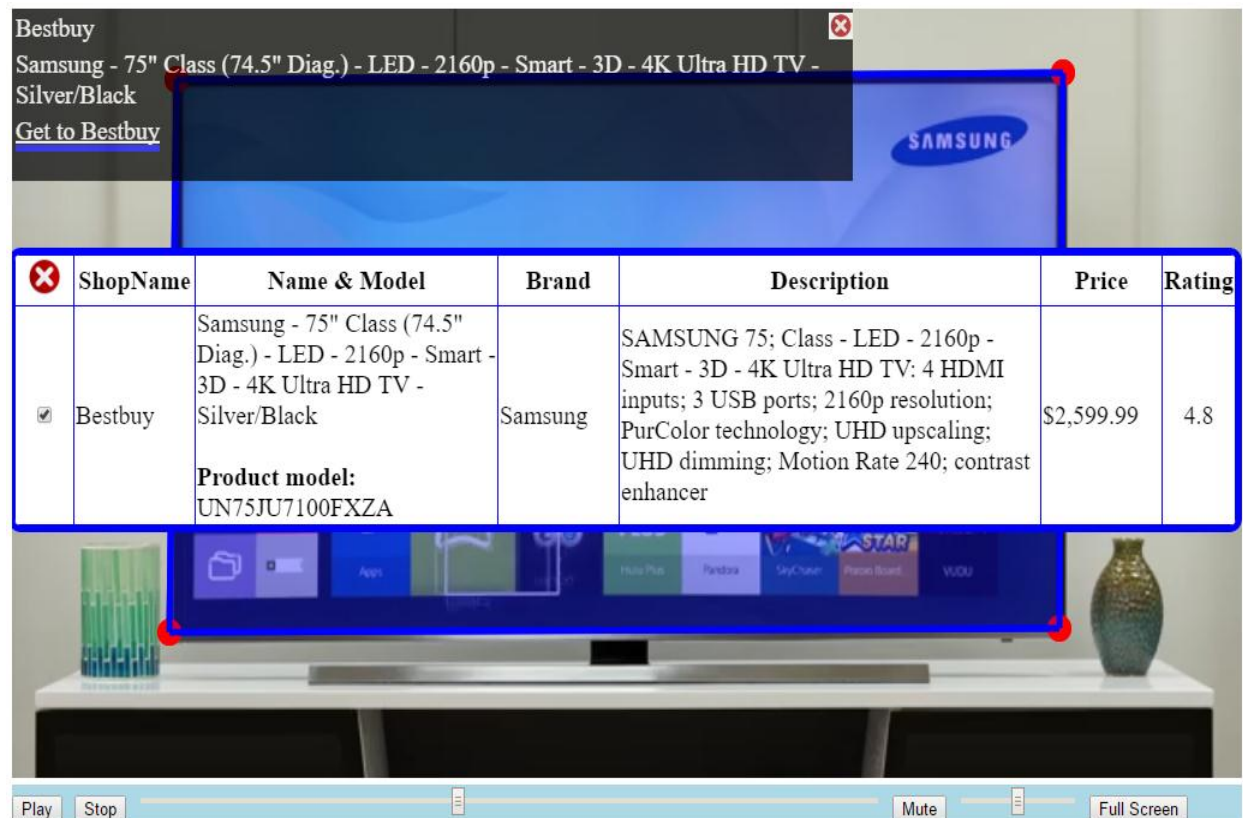 Bestbuy
Samsung - 75" Class (74.5" Diag.) - LED - 2160p - Smart - 3D - 4K Ultra HD TV -
Silver/Black
Get to Bestbuy
SAMSUNG
ShopName Name & Model Brand Description Price Rating
Bestbuy
Samsung - 75" Class (74.5"
Diag.) - LED - 2160p - Smart -
3D - 4K Ultra HD TV -
Silver/Black
Product model:
UN75JU7100FXZA
Samsung
SAMSUNG 75; Class - LED - 2160p -
Smart - 3D - 4K Ultra HD TV: 4 HDMI
inputs; 3 USB ports; 2160p resolution;
PurColor technology; UHD upscaling;
UHD dimming; Motion Rate 240; contrast
enhancer
$2,599.99
4.8
STAR
Apps
Hulu Plus
Pandora
VUDU
Play Stop Mute Full Screen